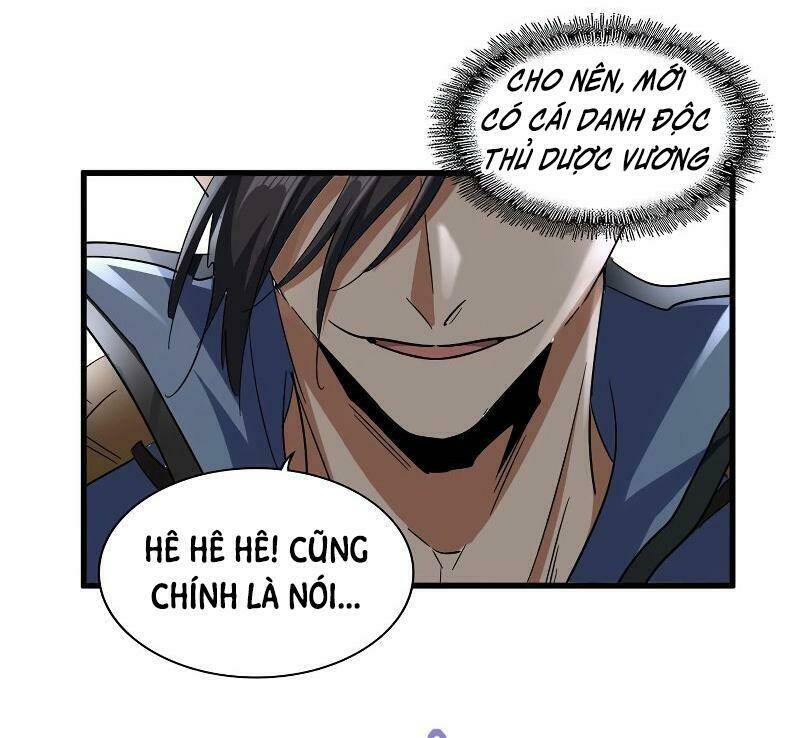 CHO NÊN, MỚI
CÓ CÁI DANH ĐỘC
THỦ DƯỢC VƯƠNG
HÊ HÊ HÊ! CŨNG
CHÍNH LÀ NÓI...